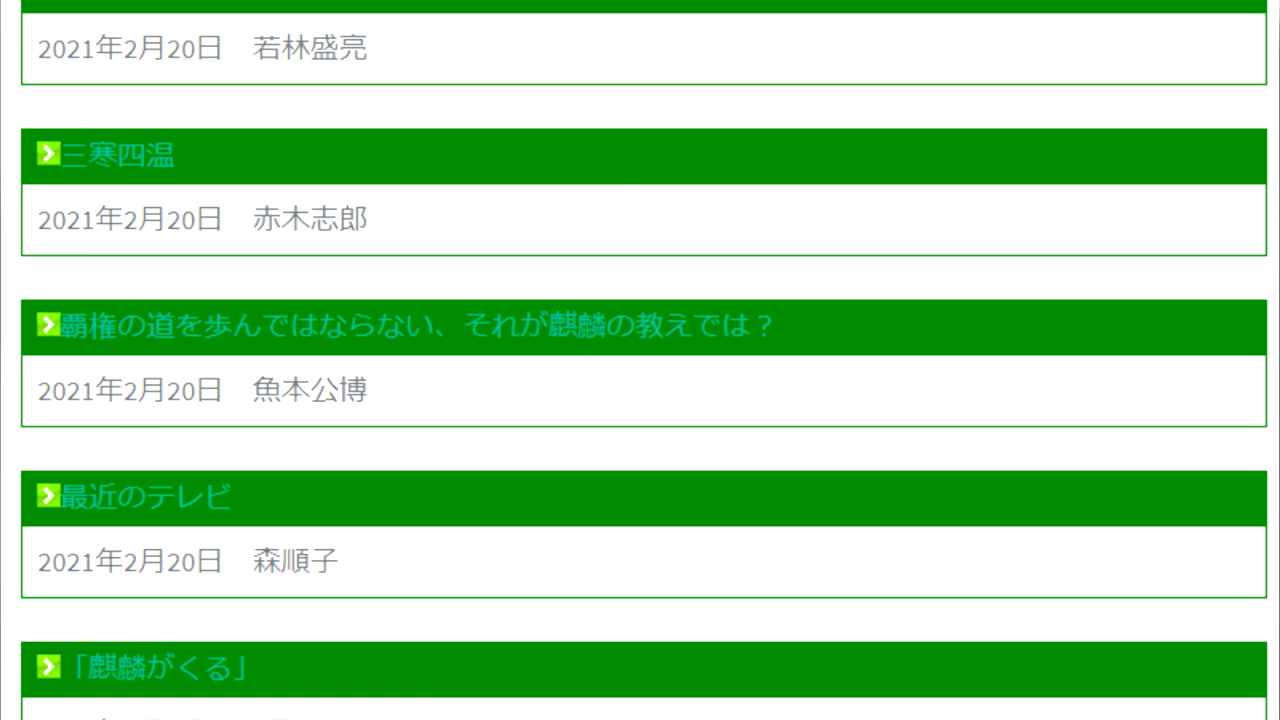 2021年2月20日　若林盛亮
三寒四温
2021年2月20日　赤木志郎
覇権の道を歩んではならない、それが麒麟の教えでは？
2021年2月20日　魚本公博
最近のテレビ
2021年2月20日　森順子
「麒麟がくる」